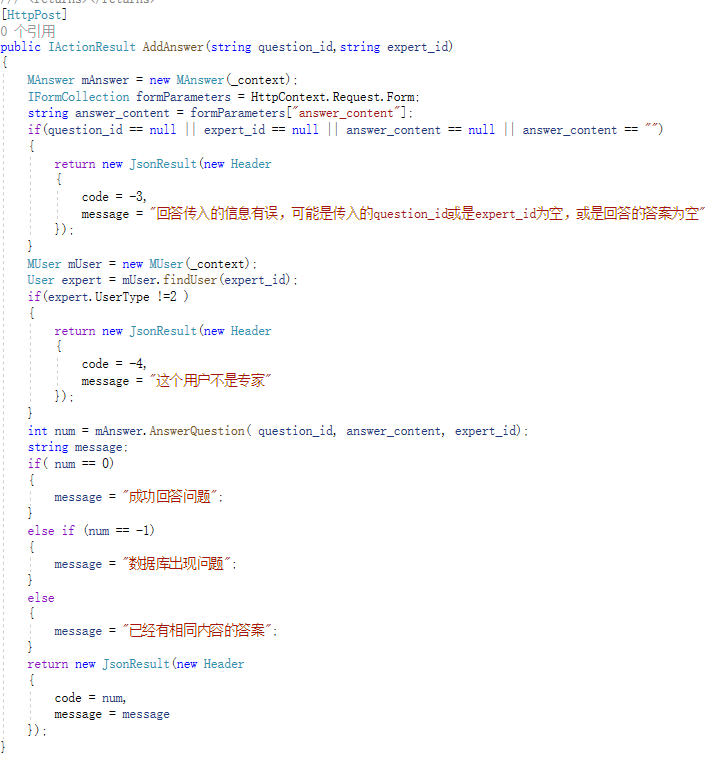 /// <returns></returns>
[HttpPost]
0 个引用
public IActionResult AddAnswer(string question_id,string expert_id)
{
MAnswer mAnswer = new MAnswer(_context);
IFormCollection formParameters = HttpContext.Request.Form;
string answer_content = formParameters["answer_content"];
if(question_id == null || expert_id == null || answer_content == null || answer_content == "")
{
return new JsonResult(new Header
{
code = -3,
message = "回答传入的信息有误，可能是传入的question_id或是expert_id为空，或是回答的答案为空"
});
}
MUser mUser = new MUser(_context);
User expert = mUser.findUser(expert_id);
if(expert.UserType !=2 )
{
return new JsonResult(new Header
{
code = -4,
message = "这个用户不是专家"
});
}
int num = mAnswer.AnswerQuestion( question_id, answer_content, expert_id);
string message;
if( num == 0)
{
message = "成功回答问题";
}
else if (num == -1)
{
message = "数据库出现问题";
}
else
{
message = "已经有相同内容的答案";
}
return new JsonResult(new Header
{
code = num,
message = message
});
}